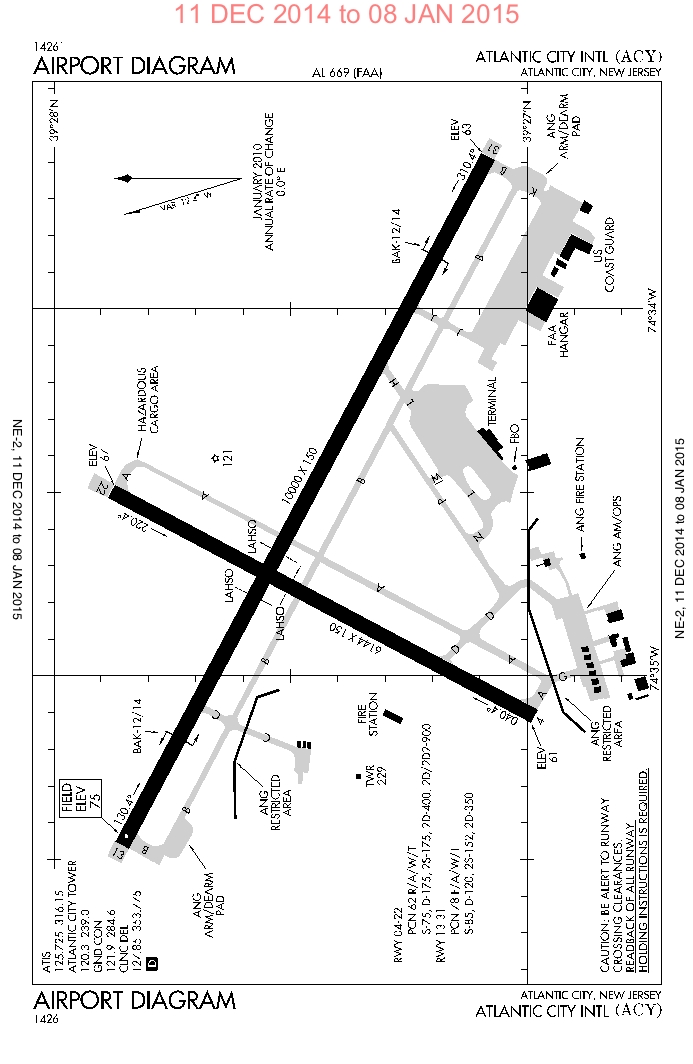 11 DEC 2014 to 08 JAN 2015
1426
AIRPORT DIAGRAM
AL 669 (FAA)
ATLANTIC CITY INTL (ACY)
ATLANTIC CITY, NEW JERSEY
39°28'N
39°27'N
JANUARY 2010
ANNUAL RATE OF CHANGE
0.0° E
VAR 12.4° W
ELEV
63
31
310.4°
ANG
ARM/DEARM
PAD
B
K
BAK-12/14
B
US
COAST GUARD
FAA
HANGAR
74°34'W
J
J
H
L
TERMINAL
FBO
HAZARDOUS
CARGO AREA
121
ELEV
67
22
A
A
220.4°
10000 X 150
B
M
P
L
N
ANG FIRE STATION
ANG AM/OPS
LAHSO
LAHSO
LAHSO
A
6144 X 150
B
D
D
A
A
G
040.4°
4
ELEV
61
74°35'W
ANG
RESTRICTED
AREA
BAK-12/14
C
C
FIRE
STATION
TWR
229
ANG
RESTRICTED
AREA
FIELD
ELEV
75
130.4°
13
B
B
ANG
ARM/DEARM
PAD
ATIS
125.725 316.15
ATLANTIC CITY TOWER
120.3 239.0
GND CON
121.9 284.6
CLNC DEL
127.85 353.775
D
RWY 04-22
PCN 62 R/A/W/T
S-75, D-175, 2S-175, 2D-400, 2D/2D2-900
RWY 13-31
PCN 78 F/A/W/T
S-85, D-120, 2S-152, 2D-350
CAUTION: BE ALERT TO RUNWAY
CROSSING CLEARANCES.
READBACK OF ALL RUNWAY
HOLDING INSTRUCTIONS IS REQUIRED.
NE-2, 11 DEC 2014 to 08 JAN 2015
NE-2, 11 DEC 2014 to 08 JAN 2015
AIRPORT DIAGRAM
1426
ATLANTIC CITY, NEW JERSEY
ATLANTIC CITY INTL (ACY)